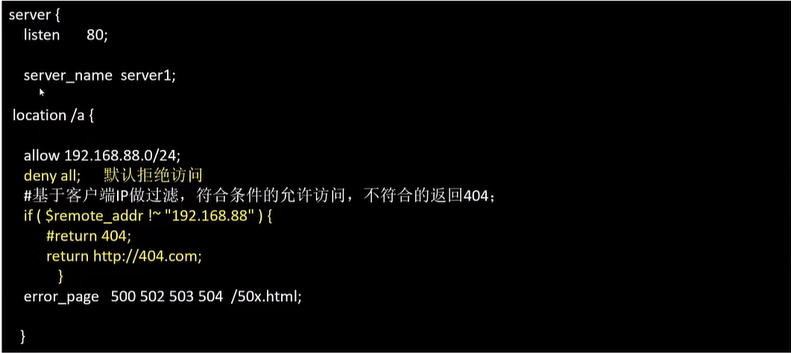 server {
listen 80;
server_name server1;
location /a {
allow 192.168.88.0/24;
deny all; 默认拒绝访问
#基于客户端IP做过滤，符合条件的允许访问，不符合的返回404；
if ( $remote_addr !~ "192.168.88" ) {
#return 404;
return http://404.com;
}
error_page 500 502 503 504 /50x.html;
}